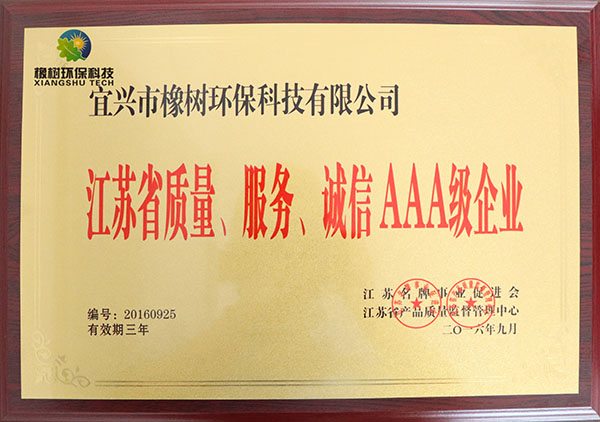 橡树环保科技
XIANGSHU TECH
宜兴市橡树环保科技有限公司
江苏省质量、服务、诚信AAA级企业
江苏名牌事业促进会
江苏省产品质量监督管理中心
二〇一六年九月
编号：20160925
有效期三年